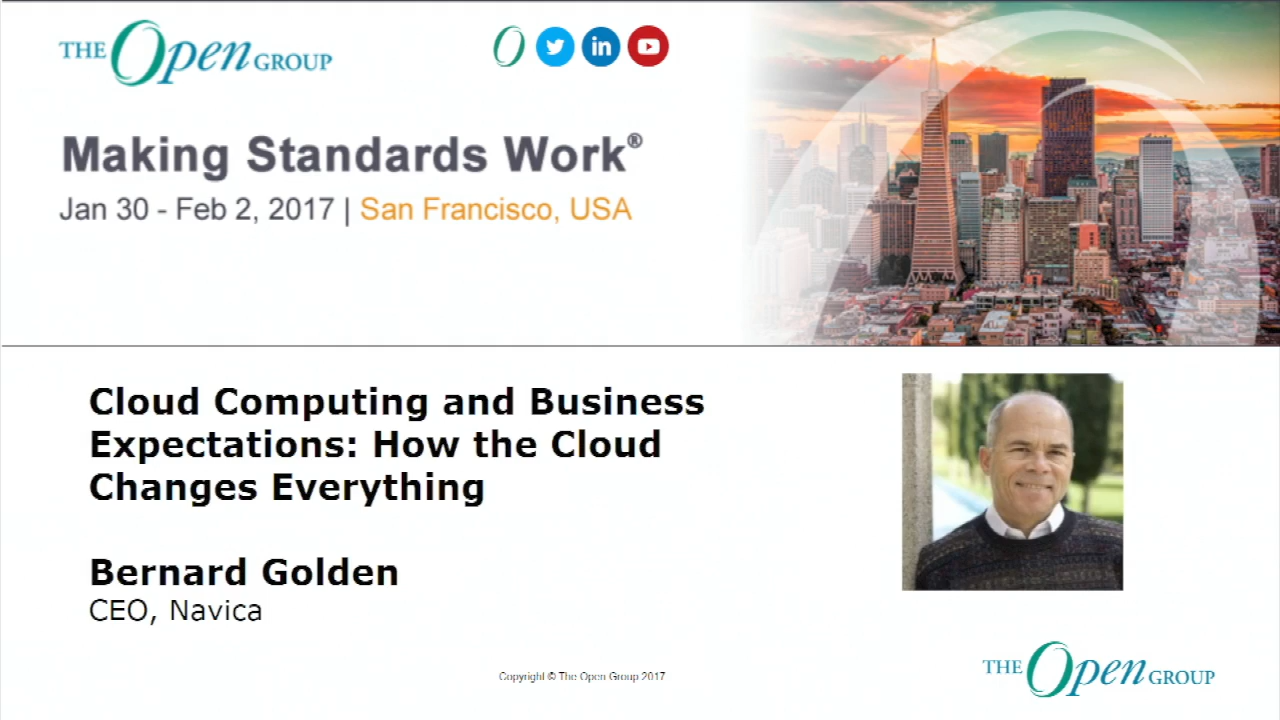 THE Open GROUP
Making Standards Work®
Jan 30 - Feb 2, 2017 | San Francisco, USA
Cloud Computing and Business
Expectations: How the Cloud
Changes Everything
Bernard Golden
CEO, Navica
Copyright © The Open Group 2017
THE Open GROUP